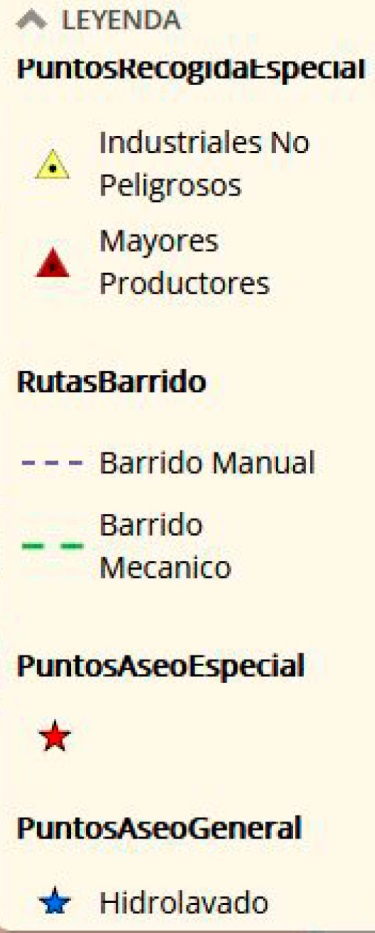 LEYENDA
PuntosRecogidaEspecial
Industriales No
Peligrosos
Mayores
Productores
RutasBarrido
Barrido Manual
Barrido
Mecanico
PuntosAseoEspecial
PuntosAseoGeneral
Hidrolavado